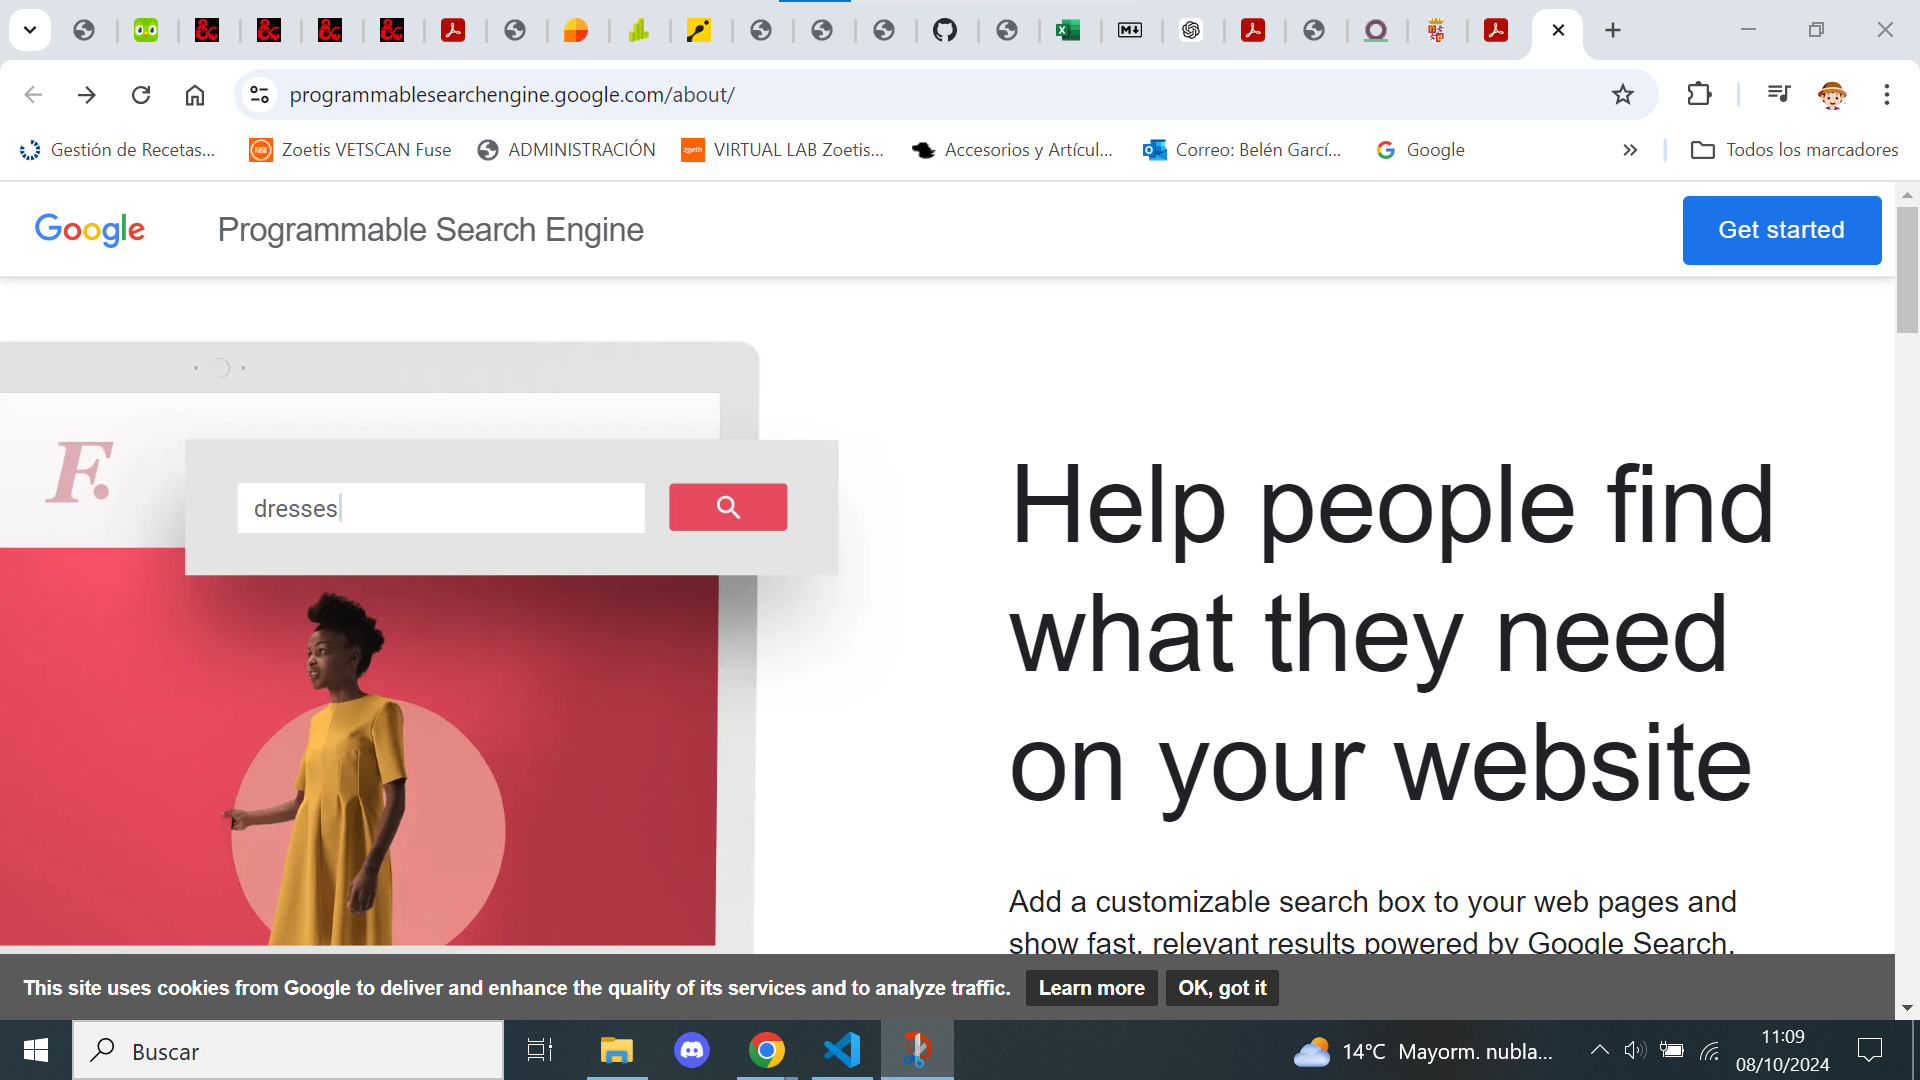 programmablesearchengine.google.com/about/
Gestión de Recetas...
Zoetis VETSCAN Fuse
ADMINISTRACIÓN
VIRTUAL LAB Zoetis...
Accesorios y Artícul...
Correo: Belén Garcí...
Google
Todos los marcadores
Google
Programmable Search Engine
Get started
F.
dresses
Help people find
what they need
on your website
Add a customizable search box to your web pages and
show fast, relevant results powered by Google Search.
This site uses cookies from Google to deliver and enhance the quality of its services and to analyze traffic.
Learn more
OK, got it
Buscar
14°C Mayorm. nubla...
11:09
08/10/2024